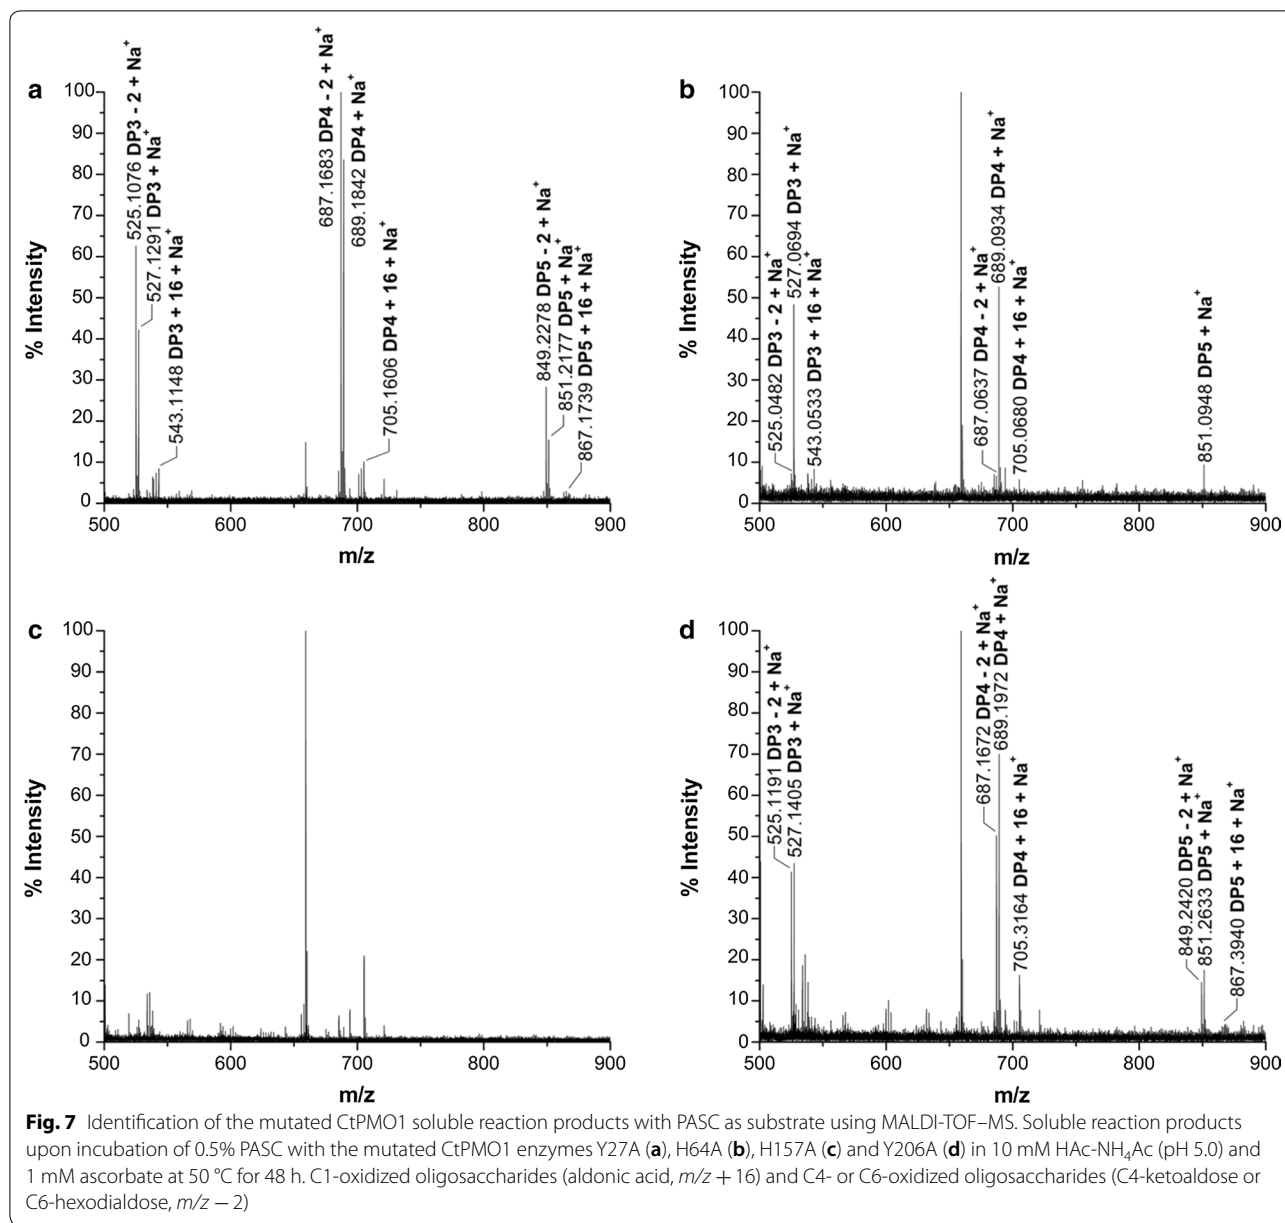 a
% Intensity
100
90
80
70
60
50
40
30
20
10
0
525.1076 DP3 - 2 + Na⁺
527.1291 DP3 + Na⁺
543.1148 DP3 + 16 + Na⁺
687.1683 DP4 - 2 + Na⁺
689.1842 DP4 + Na⁺
705.1606 DP4 + 16 + Na⁺
849.2278 DP5 - 2 + Na⁺
851.2177 DP5 + Na⁺
867.1739 DP5 + 16 + Na⁺
500 600 700 800 900
m/z
b
% Intensity
100
90
80
70
60
50
40
30
20
10
0
525.0482 DP3 - 2 + Na⁺
527.0694 DP3 + Na⁺
543.0533 DP3 + 16 + Na⁺
687.0637 DP4 - 2 + Na⁺
689.0934 DP4 + Na⁺
705.0680 DP4 + 16 + Na⁺
851.0948 DP5 + Na⁺
500 600 700 800 900
m/z
c
% Intensity
100
90
80
70
60
50
40
30
20
10
0
500 600 700 800 900
m/z
d
% Intensity
100
90
80
70
60
50
40
30
20
10
0
525.1191 DP3 - 2 + Na⁺
527.1405 DP3 + Na⁺
687.1672 DP4 - 2 + Na⁺
689.1972 DP4 + Na⁺
705.3164 DP4 + 16 + Na⁺
849.2420 DP5 - 2 + Na⁺
851.2633 DP5 + Na⁺
867.3940 DP5 + 16 + Na⁺
500 600 700 800 900
m/z
Fig. 7 Identification of the mutated CtPMO1 soluble reaction products with PASC as substrate using MALDI-TOF–MS. Soluble reaction products
upon incubation of 0.5% PASC with the mutated CtPMO1 enzymes Y27A (a), H64A (b), H157A (c) and Y206A (d) in 10 mM HAc-NH₄Ac (pH 5.0) and
1 mM ascorbate at 50 °C for 48 h. C1-oxidized oligosaccharides (aldonic acid, m/z + 16) and C4- or C6-oxidized oligosaccharides (C4-ketoaldose or
C6-hexodialdose, m/z − 2)